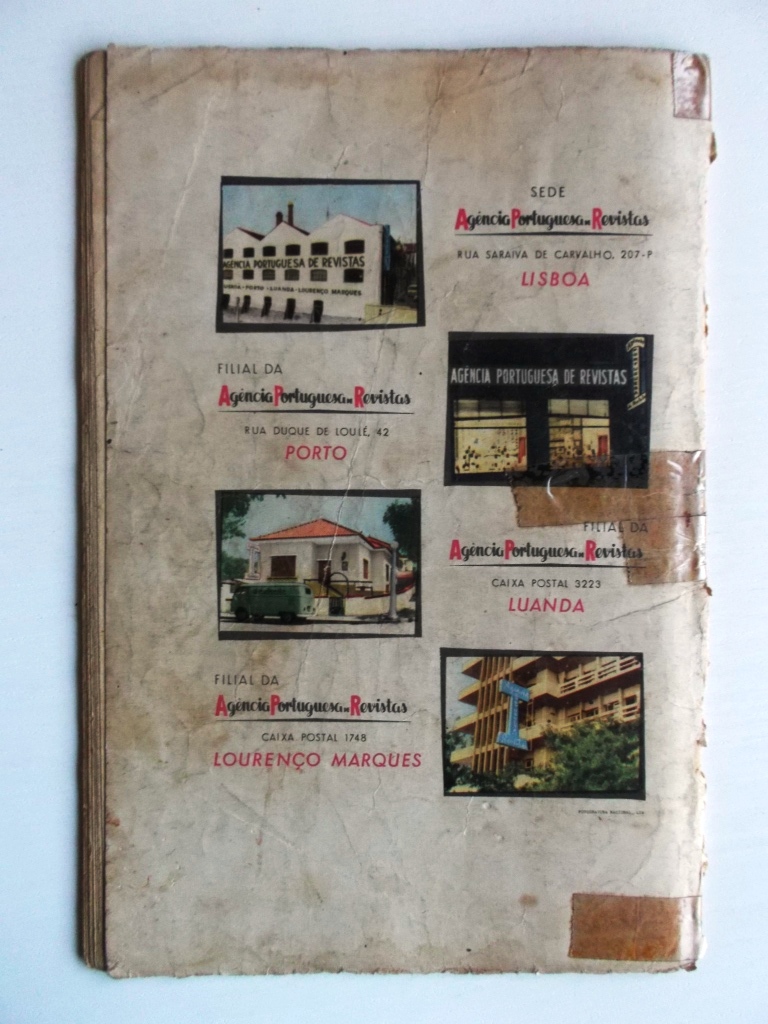 AGÊNCIA PORTUGUESA DE REVISTAS
LISBOA - PORTO - LUANDA - LOURENÇO MARQUES
SEDE
Agência Portuguesa DE Revistas
RUA SARAIVA DE CARVALHO, 207-P
LISBOA
FILIAL DA
Agência Portuguesa DE Revistas
RUA DUQUE DE LOULÉ, 42
PORTO
AGÊNCIA PORTUGUESA DE REVISTAS
FILIAL DA
Agência Portuguesa DE Revistas
CAIXA POSTAL 3223
LUANDA
FILIAL DA
Agência Portuguesa DE Revistas
CAIXA POSTAL 1748
LOURENÇO MARQUES